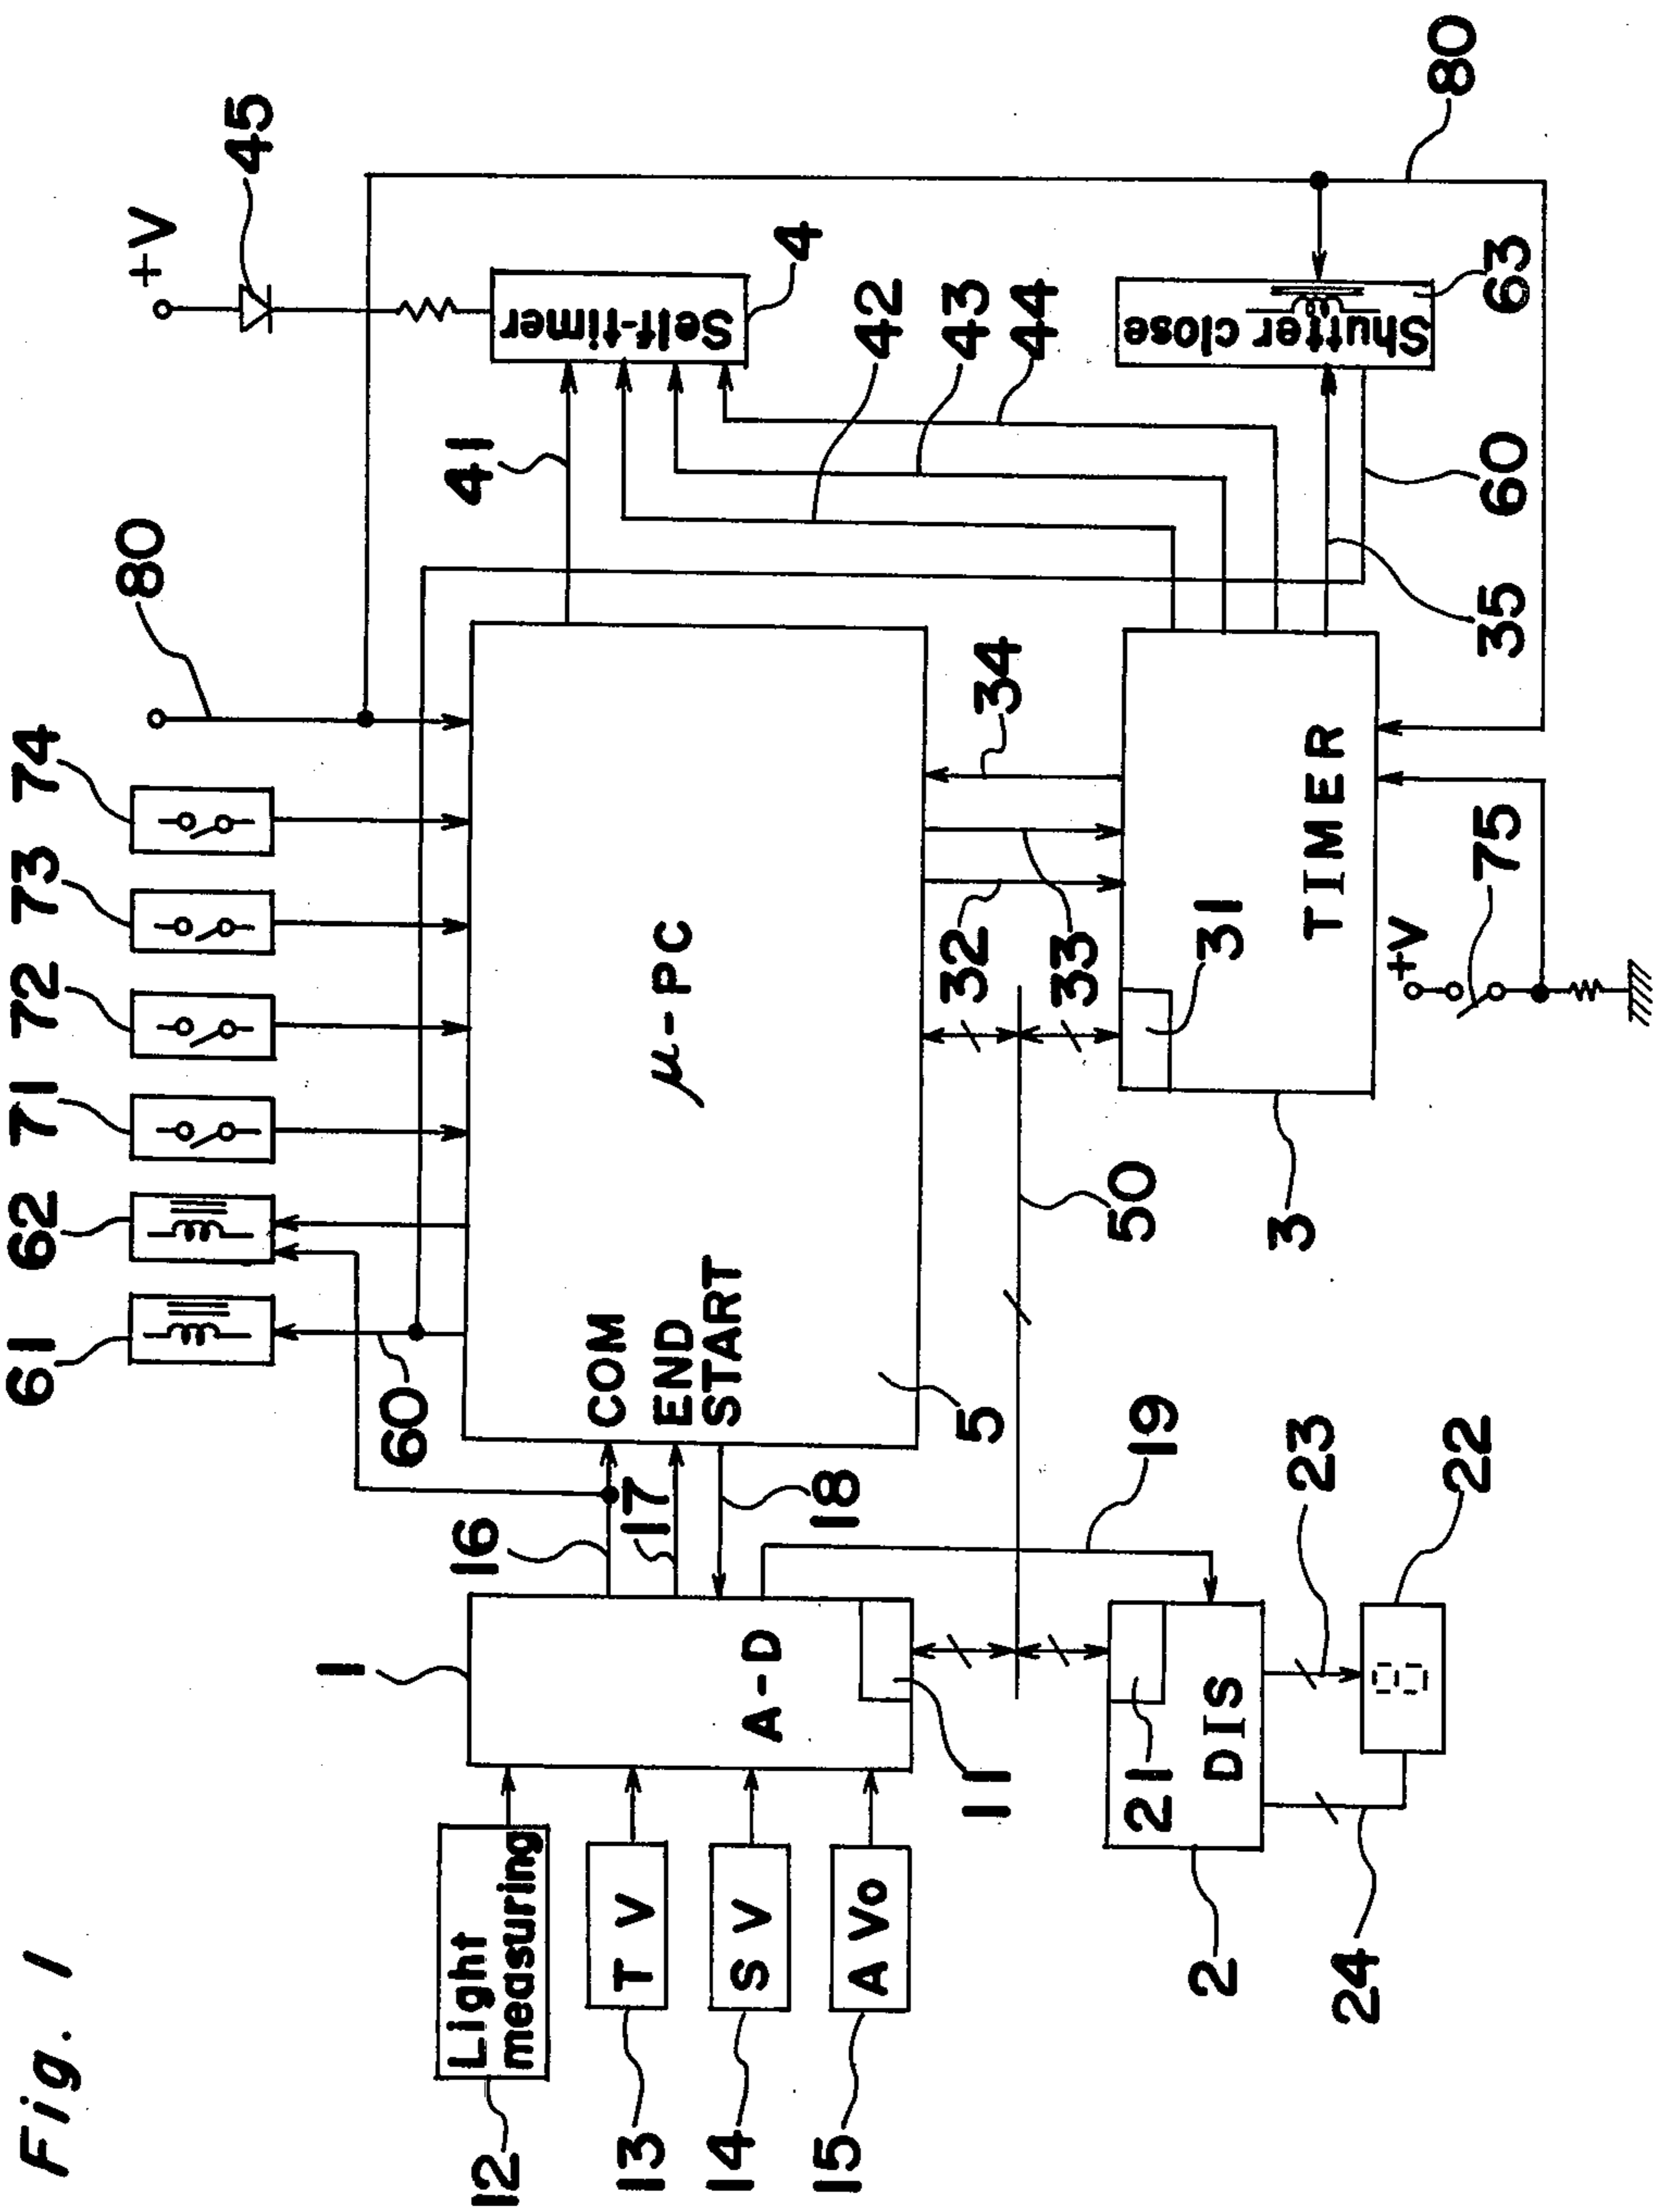 Fig. 1
61
62
71
72
73
74
80
+V
45
60
16
17
18
COM
END
START
μ-PC
5
41
Self-timer
4
42
43
44
1
A-D
11
Light
measuring
12
T V
13
S V
14
A Vo
15
50
19
32
33
34
31
TIMER
3
35
60
Shutter close
63
80
+V
75
2
21
DIS
23
24
22